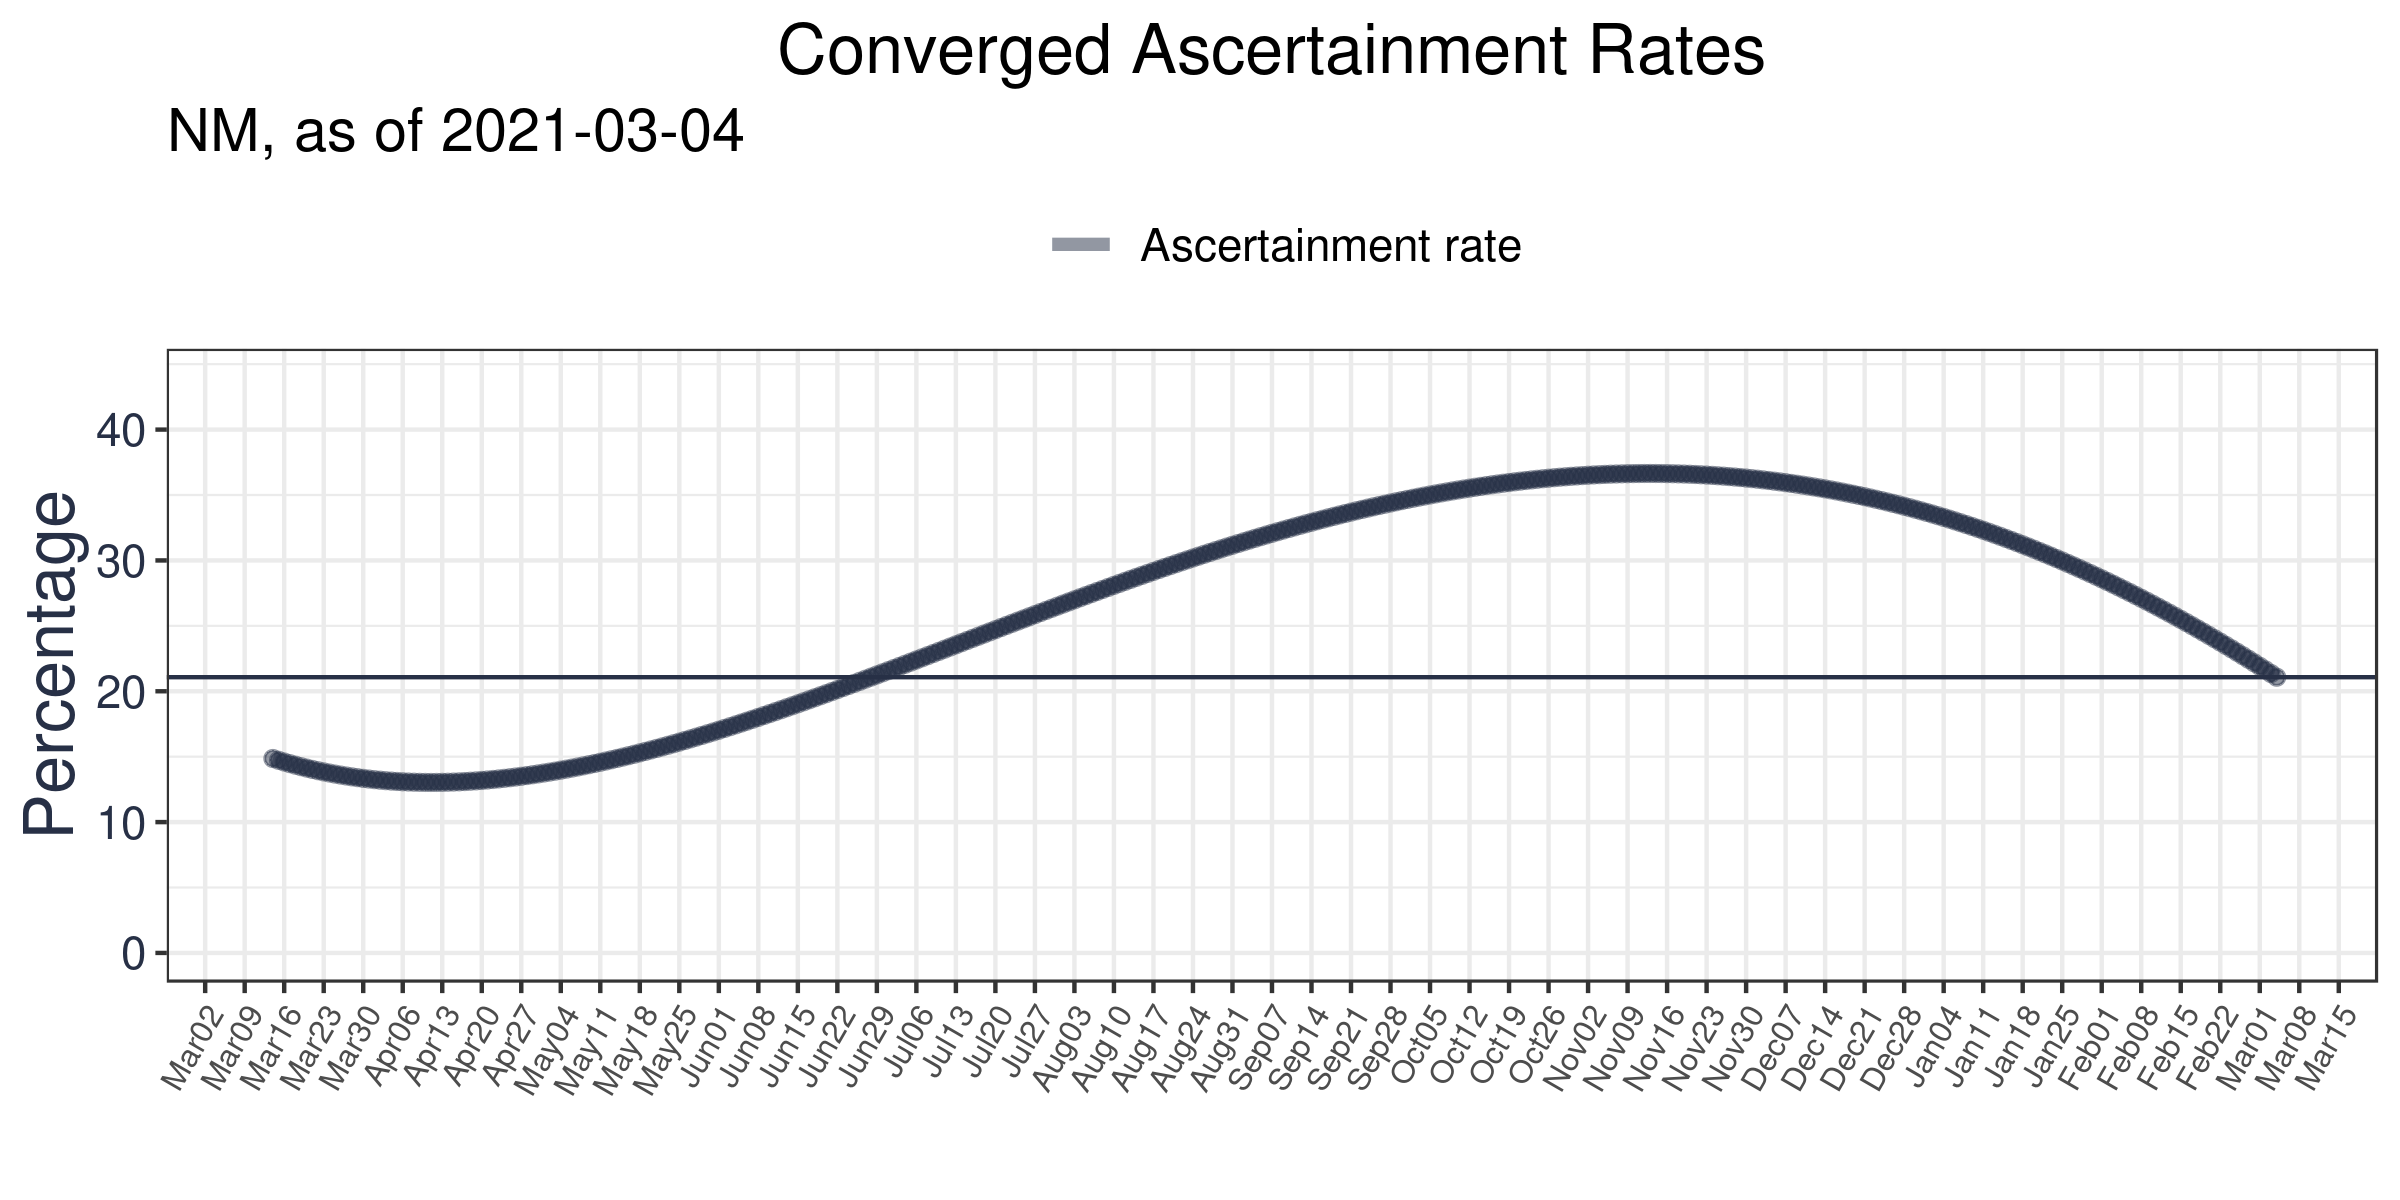 Converged Ascertainment Rates
NM, as of 2021-03-04
Ascertainment rate
Percentage
40
30
20
10
0
Mar02
Mar09
Mar16
Mar23
Mar30
Apr06
Apr13
Apr20
Apr27
May04
May11
May18
May25
Jun01
Jun08
Jun15
Jun22
Jun29
Jul06
Jul13
Jul20
Jul27
Aug03
Aug10
Aug17
Aug24
Aug31
Sep07
Sep14
Sep21
Sep28
Oct05
Oct12
Oct19
Oct26
Nov02
Nov09
Nov16
Nov23
Nov30
Dec07
Dec14
Dec21
Dec28
Jan04
Jan11
Jan18
Jan25
Feb01
Feb08
Feb15
Feb22
Mar01
Mar08
Mar15